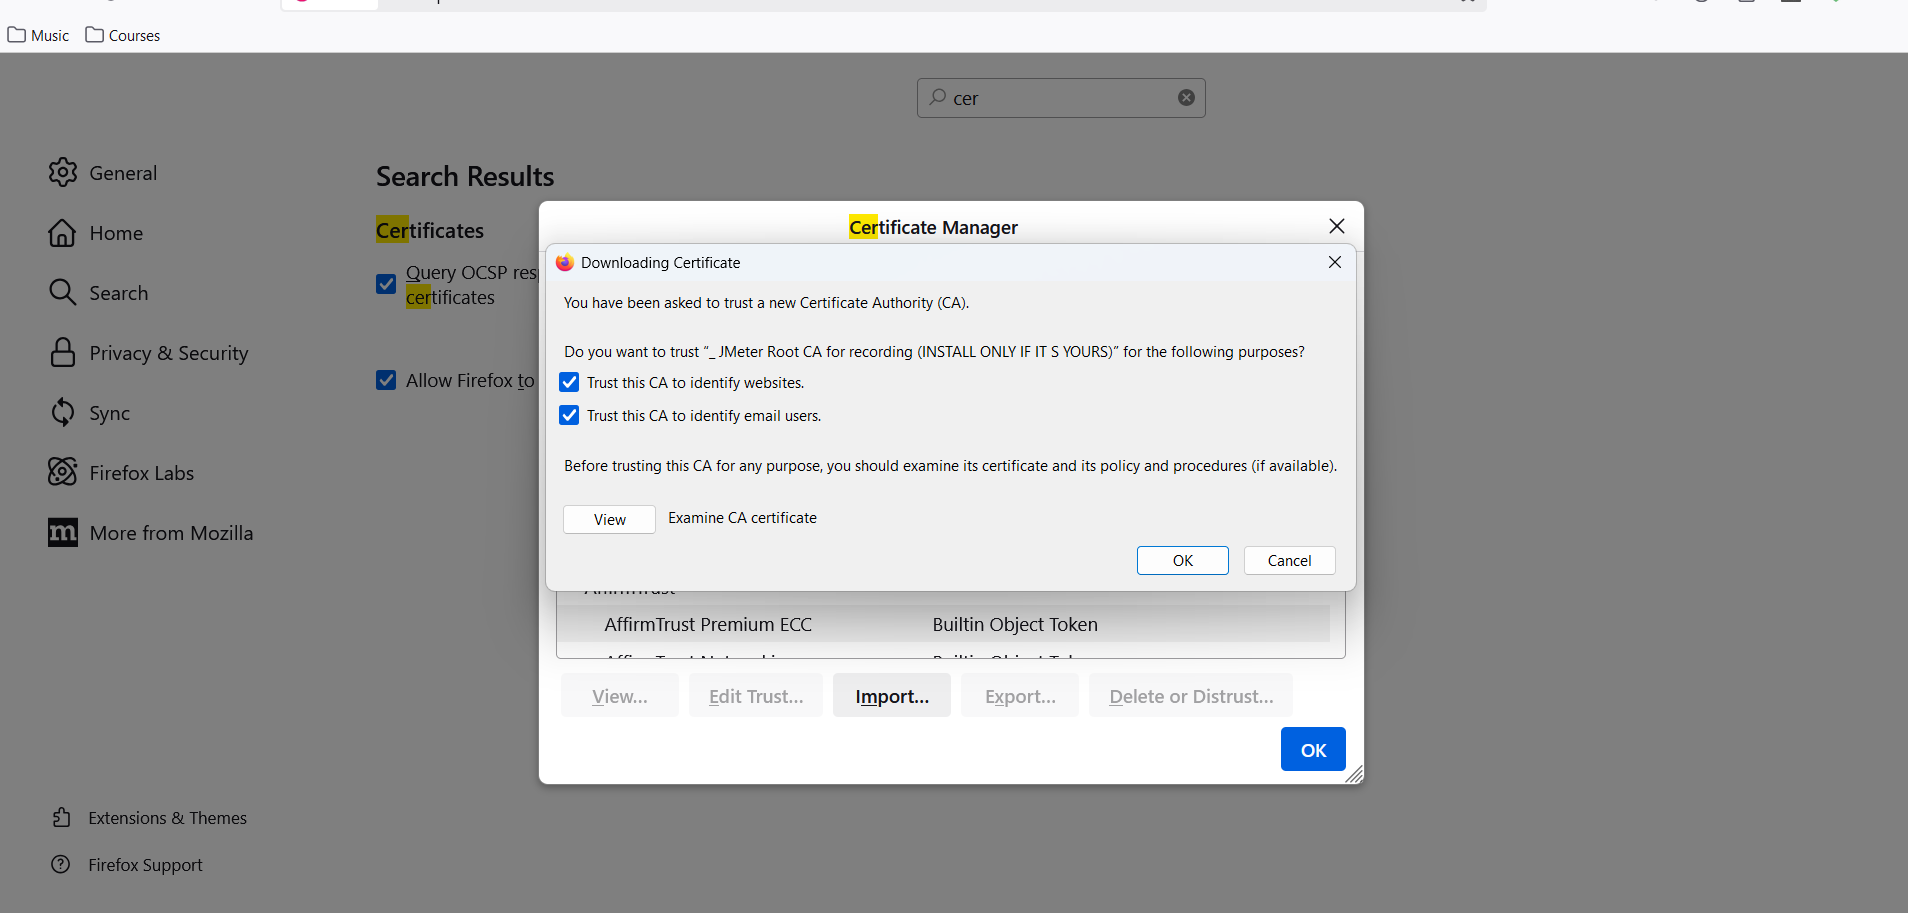 Music
Courses
cer
General
Home
Search
Privacy & Security
Sync
Firefox Labs
More from Mozilla
Extensions & Themes
Firefox Support
Search Results
Certificates
Query OCSP resp
certificates
Allow Firefox to
Certificate Manager
Downloading Certificate
You have been asked to trust a new Certificate Authority (CA).
Do you want to trust “_ JMeter Root CA for recording (INSTALL ONLY IF IT S YOURS)” for the following purposes?
Trust this CA to identify websites.
Trust this CA to identify email users.
Before trusting this CA for any purpose, you should examine its certificate and its policy and procedures (if available).
View
Examine CA certificate
OK
Cancel
AffirmTrust Premium ECC
Builtin Object Token
View...
Edit Trust...
Import...
Export...
Delete or Distrust...
OK